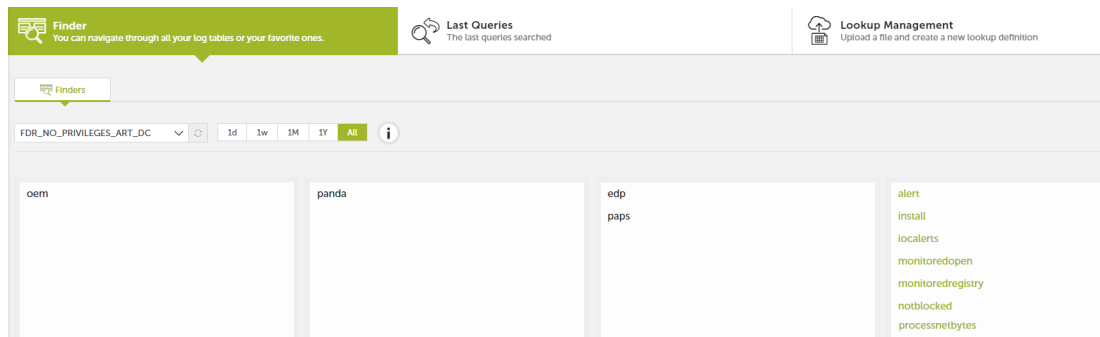 Finder
You can navigate through all your log tables or your favorite ones.
Last Queries
The last queries searched
Lookup Management
Upload a file and create a new lookup definition
Finders
FDR_NO_PRIVILEGES_ART_DC
1d 1w 1M 1Y All i
oem
panda
edp
paps
alert
install
iocalerts
monitoredopen
monitoredregistry
notblocked
processnetbytes